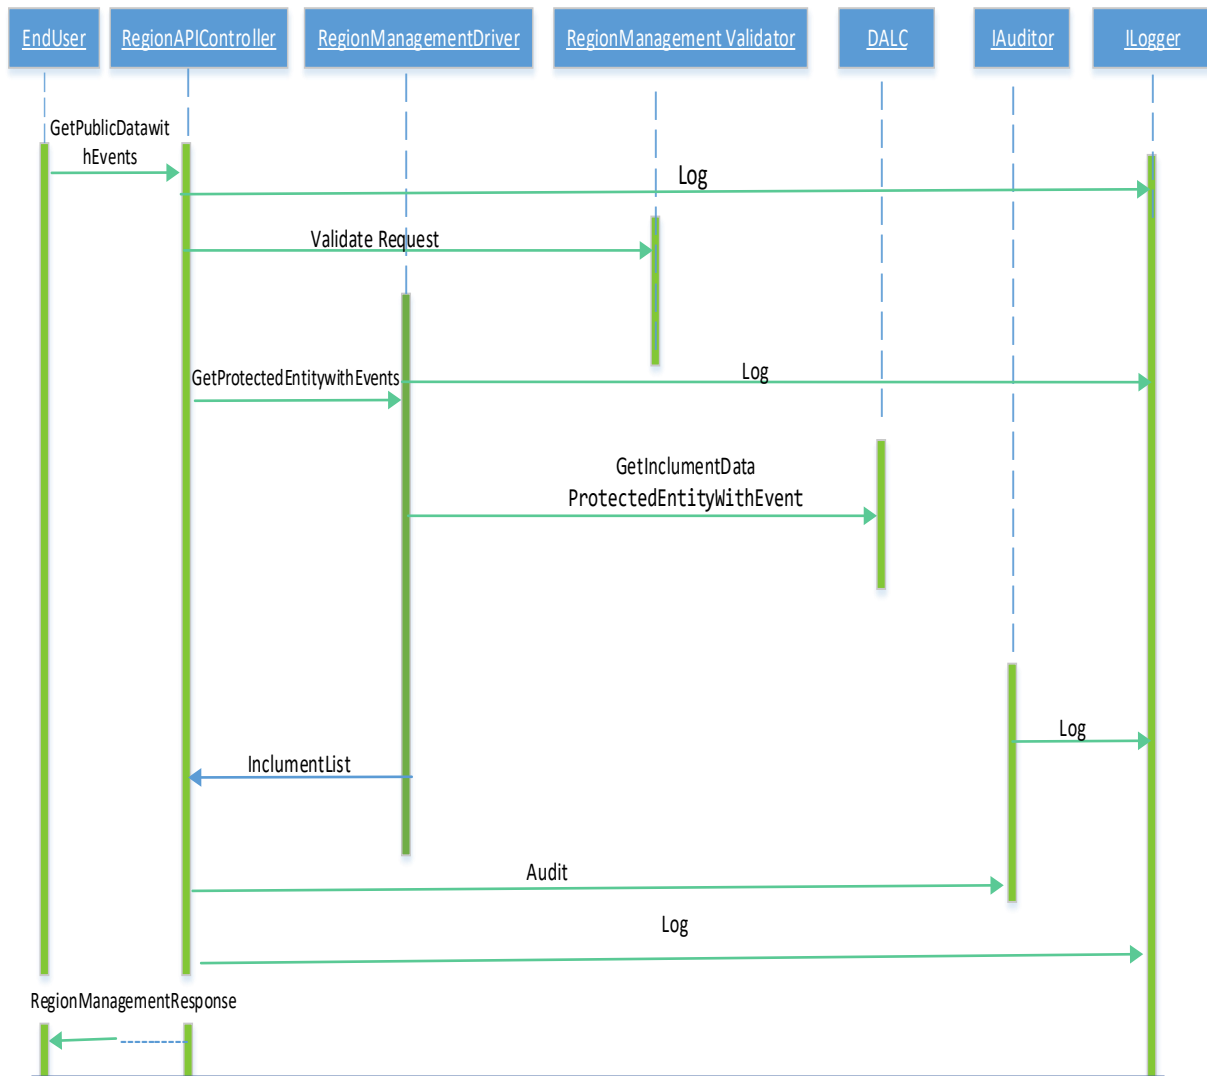 EndUser
RegionAPIController
RegionManagementDriver
RegionManagement Validator
DALC
IAuditor
ILogger
GetPublicDatawit
hEvents
Log
Validate Request
GetProtectedEntitywithEvents
Log
GetInclumentData
ProtectedEntityWithEvent
Log
InclumentList
Audit
Log
RegionManagementResponse